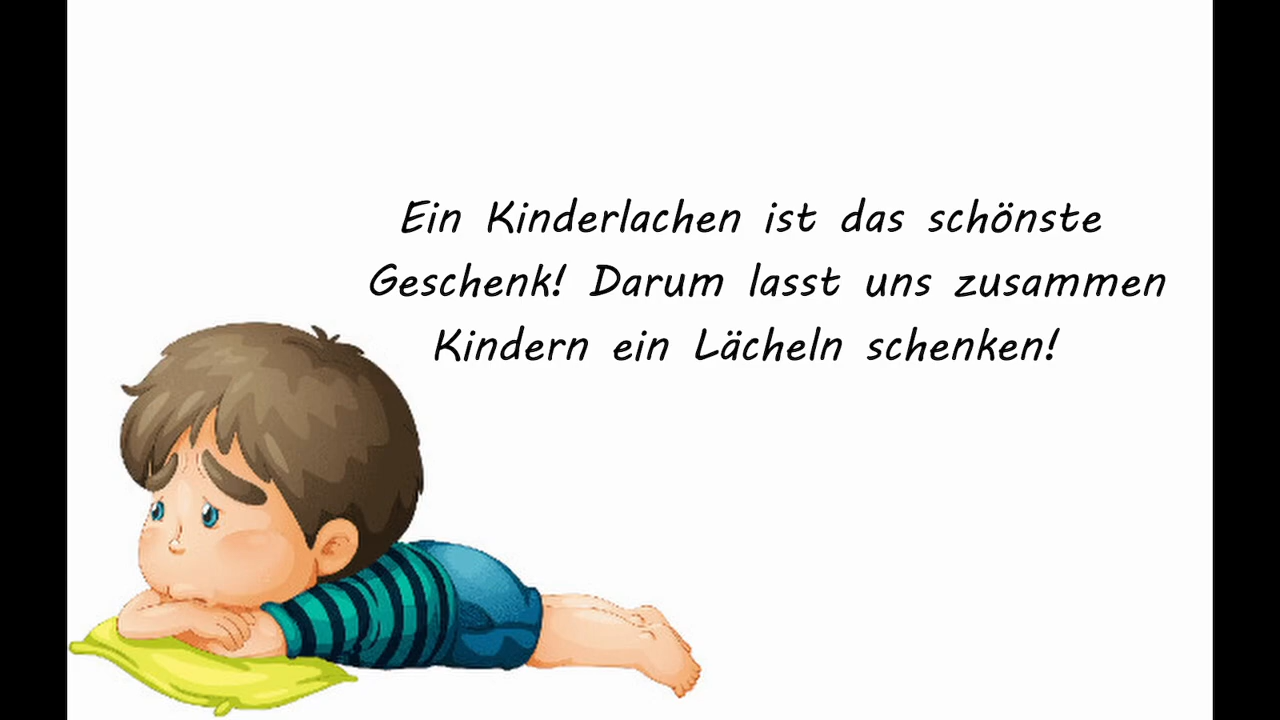 Ein Kinderlachen ist das schönste
Geschenk! Darum lasst uns zusammen
Kindern ein Lächeln schenken!